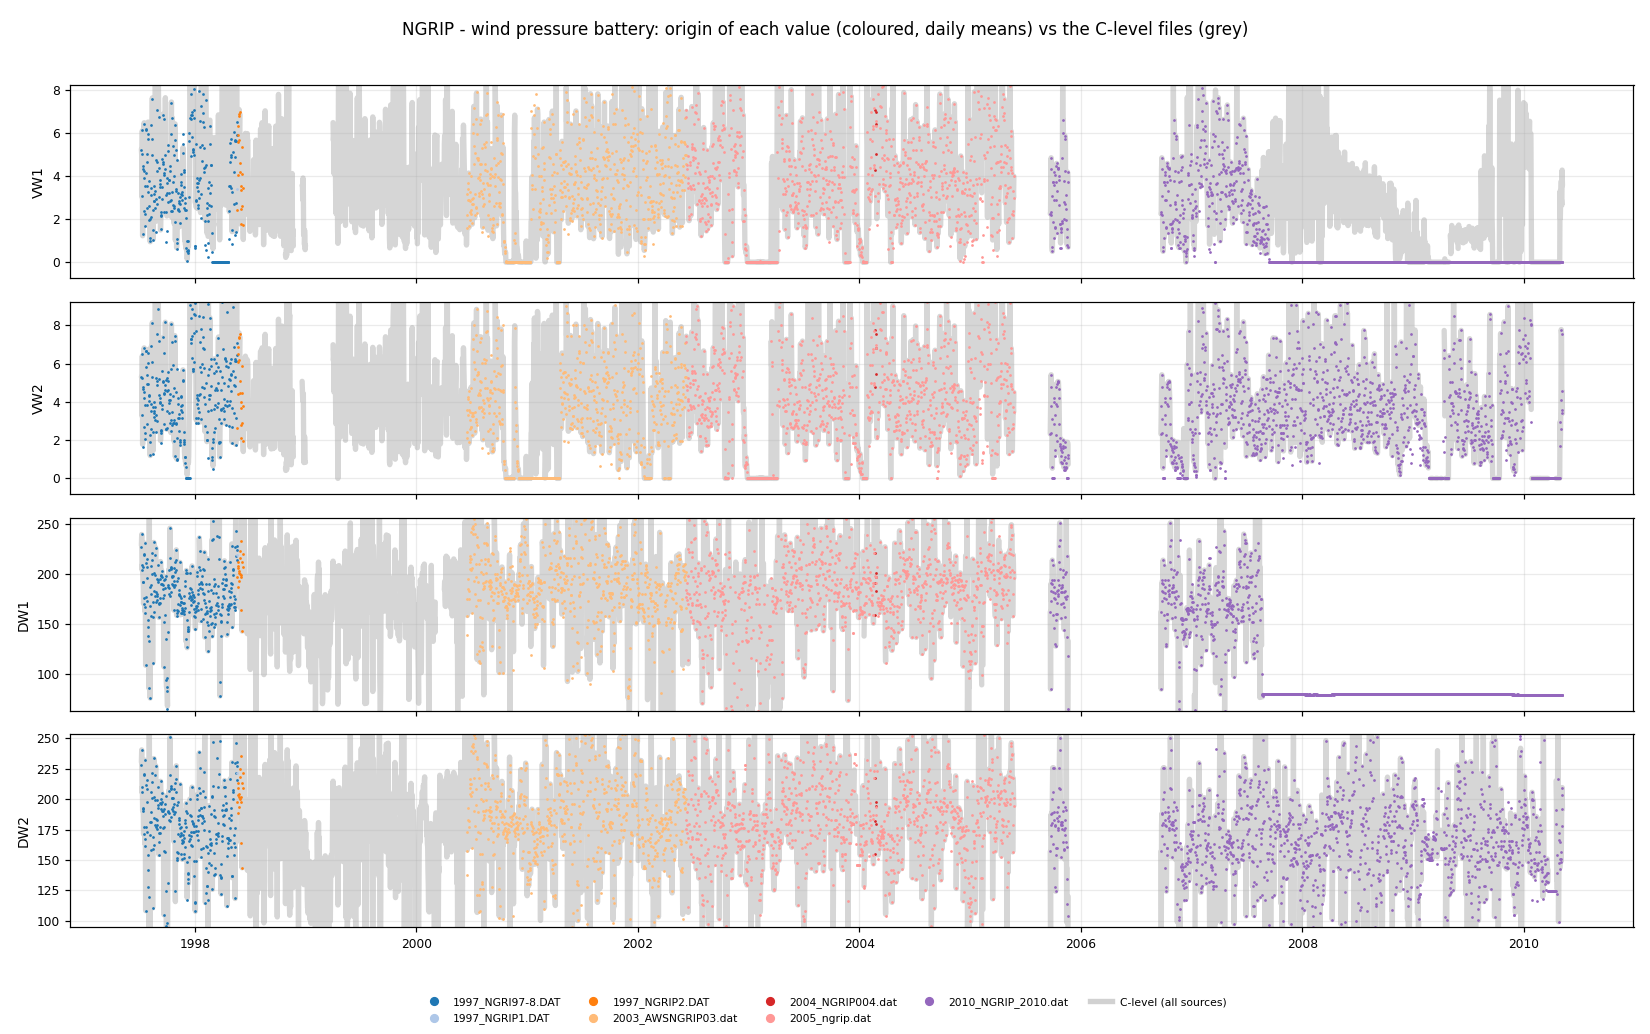 NGRIP - wind pressure battery: origin of each value (coloured, daily means) vs the C-level files (grey)
8
6
4
2
0
VW1
8
6
4
2
0
VW2
250
200
150
100
DW1
250
225
200
175
150
125
100
DW2
1998 2000 2002 2004 2006 2008 2010
1997_NGRI97-8.DAT 1997_NGRIP2.DAT 2004_NGRIP004.dat 2010_NGRIP_2010.dat C-level (all sources)
1997_NGRIP1.DAT 2003_AWSNGRIP03.dat 2005_ngrip.dat